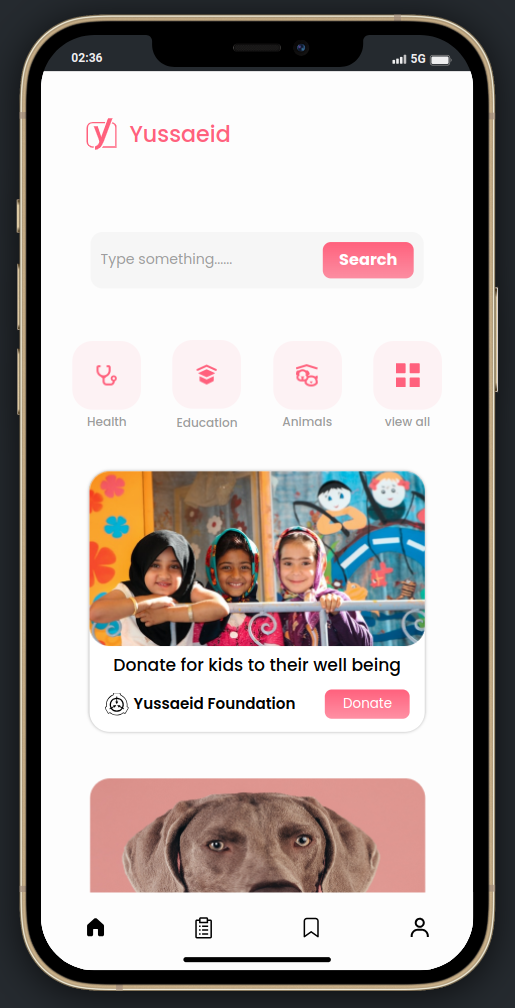 02:36
5G
y Yussaeid
Type something......
Search
Health
Education
Animals
view all
Donate for kids to their well being
Yussaeid Foundation
Donate